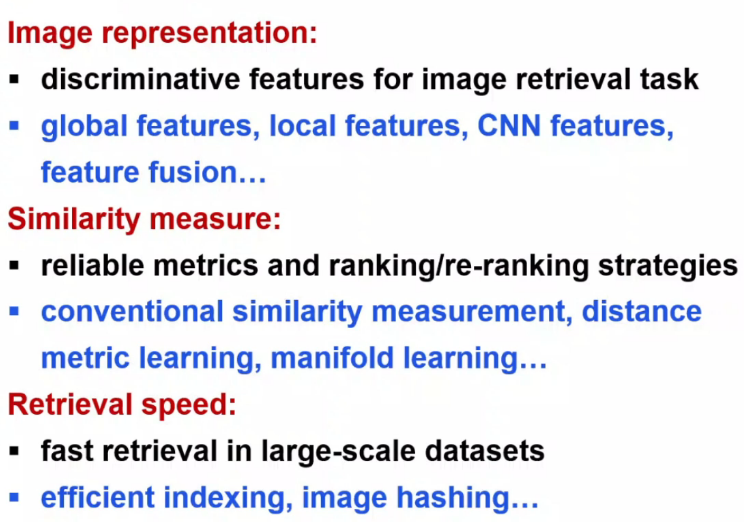 Image representation:
▪ discriminative features for image retrieval task
▪ global features, local features, CNN features,
feature fusion…
Similarity measure:
▪ reliable metrics and ranking/re-ranking strategies
▪ conventional similarity measurement, distance
metric learning, manifold learning…
Retrieval speed:
▪ fast retrieval in large-scale datasets
▪ efficient indexing, image hashing…